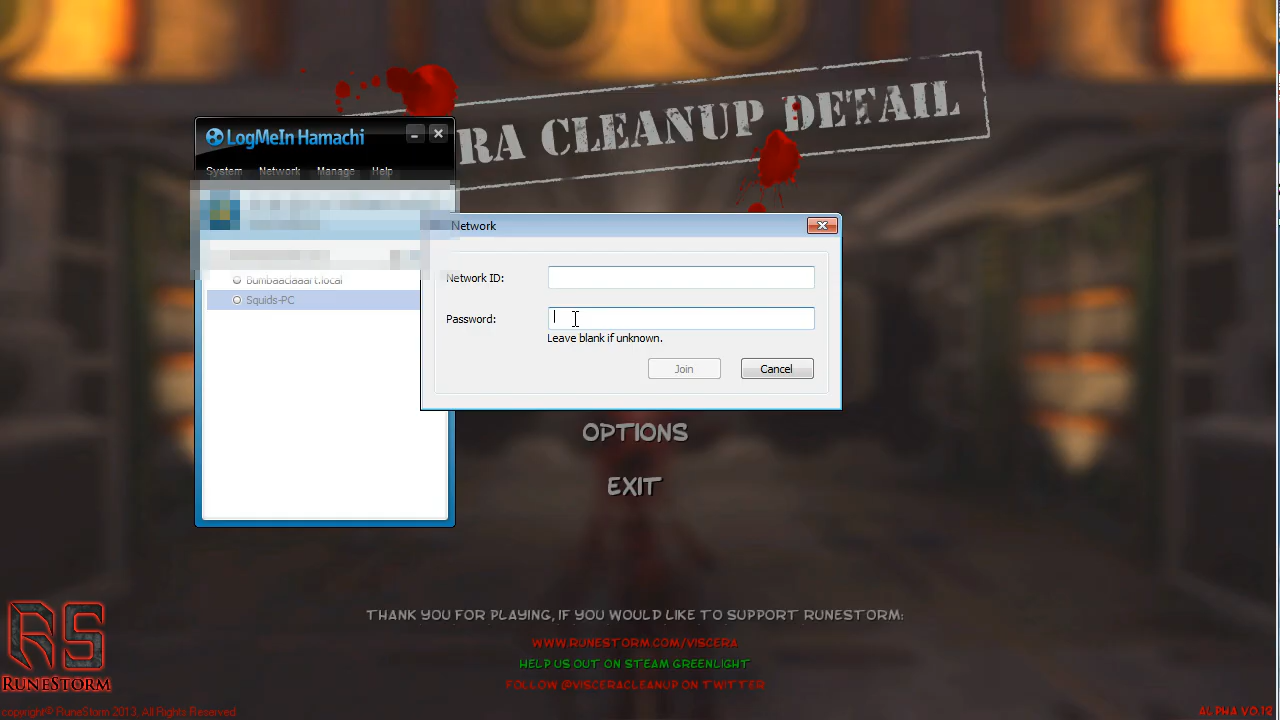 RA CLEANUP DETAIL
LogMeIn Hamachi
System Network Manage Help
Network
Bumbaaclaaart.local
Squids-PC
Network ID:
Password:
Leave blank if unknown.
Join Cancel
OPTIONS
EXIT
THANK YOU FOR PLAYING, IF YOU WOULD LIKE TO SUPPORT RUNESTORM:
WWW.RUNESTORM.COM/VISCERA
HELP US OUT ON STEAM GREENLIGHT
FOLLOW @VISCERACLEANUP ON TWITTER
RS
RUNESTORM
copyright© RuneStorm 2013, All Rights Reserved
ALPHA V0.18